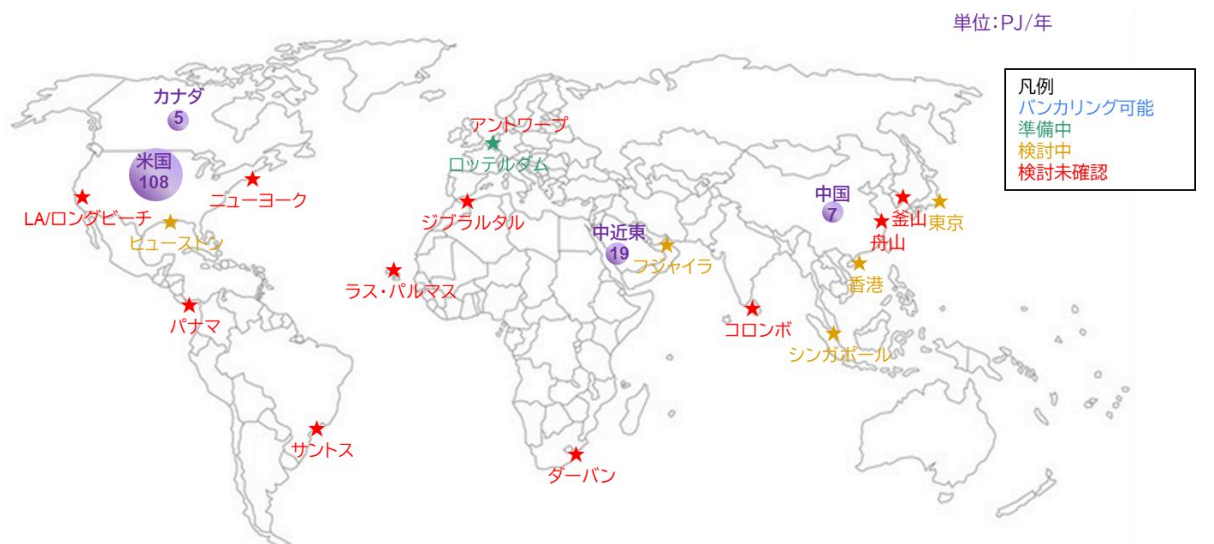 単位:PJ/年
凡例
バンカリング可能
準備中
検討中
検討未確認
カナダ
5
米国
108
LA/ロングビーチ
ニューヨーク
ヒューストン
パナマ
サントス
アントワープ
ロッテルダム
ジブラルタル
ラス・パルマス
中近東
19
フジャイラ
ダーバン
コロンボ
中国
7
釜山
東京
舟山
香港
シンガポール